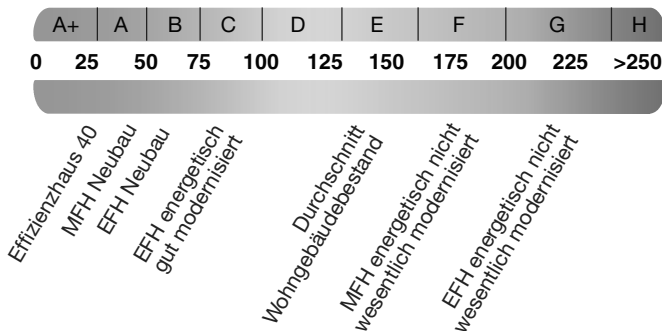 A+ A B C D E F G H
0 25 50 75 100 125 150 175 200 225 >250
Effizienzhaus 40
MFH Neubau
EFH Neubau
EFH energetisch
gut modernisiert
Durchschnitt
Wohngebäudebestand
MFH energetisch nicht
wesentlich modernisiert
EFH energetisch nicht
wesentlich modernisiert